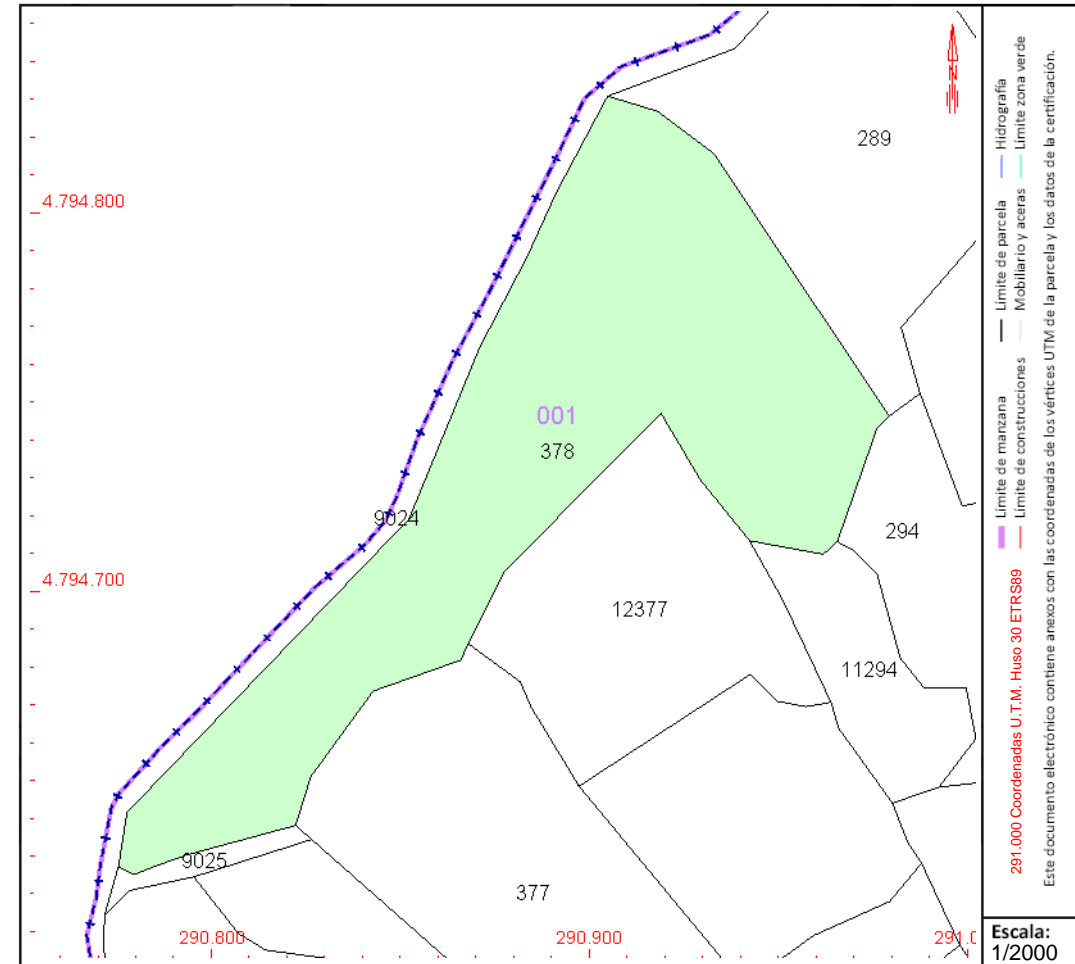 289
4.794.800
001
378
9024
294
4.794.700
12377
11294
9025
377
290.800
290.900
291.0
N
Límite de manzana
Límite de parcela
Hidrografía
Límite de construcciones
Mobiliario y aceras
Límite zona verde
291.000 Coordenadas U.T.M. Huso 30 ETRS89
Este documento electrónico contiene anexos con las coordenadas de los vértices UTM de la parcela y los datos de la certificación.
Escala:
1/2000